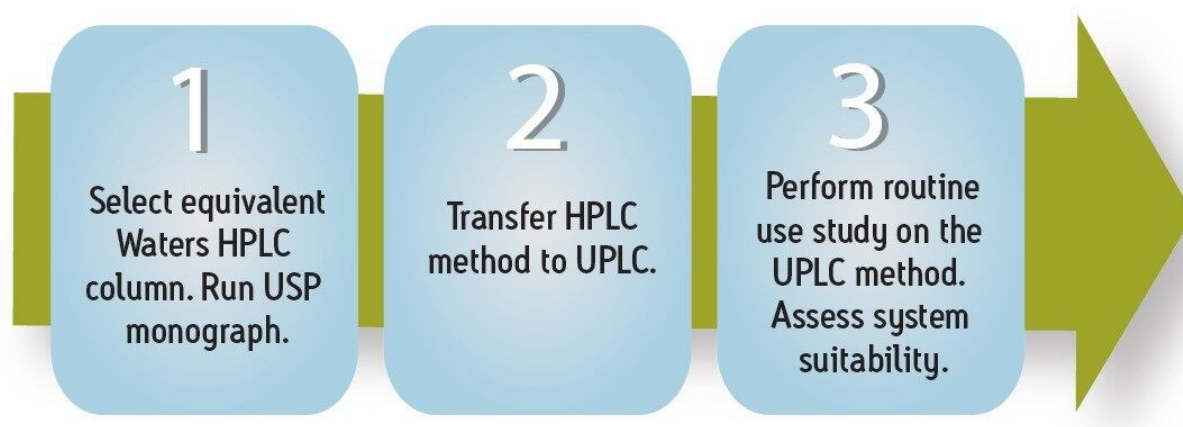 1
Select equivalent
Waters HPLC
column. Run USP
monograph.
2
Transfer HPLC
method to UPLC.
3
Perform routine
use study on the
UPLC method.
Assess system
suitability.